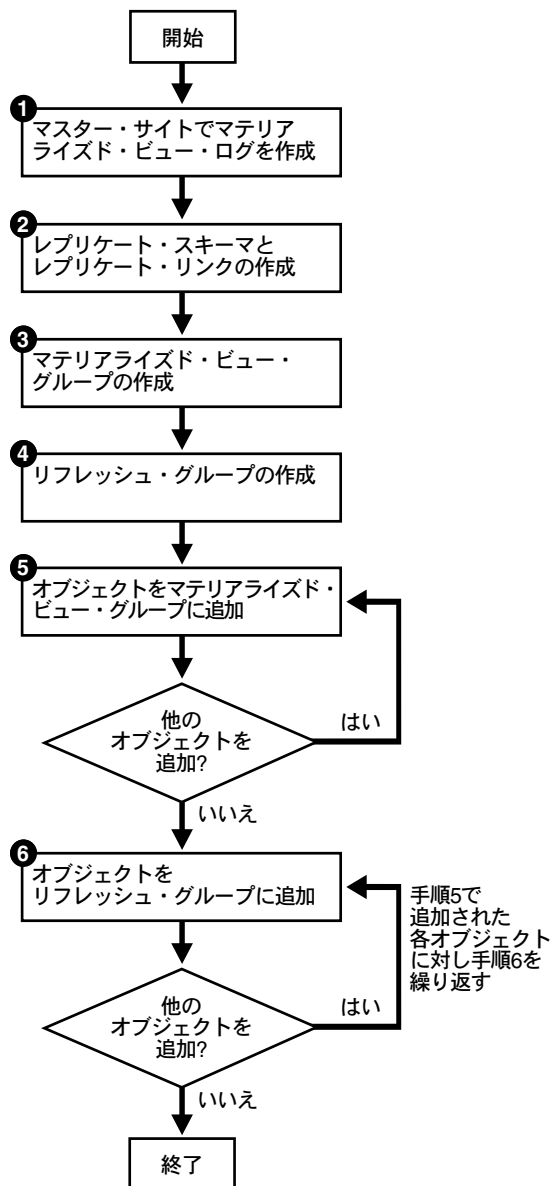 開始
1
マスター・サイトでマテリア
ライズド・ビュー・ログを作成
2
レプリケート・スキーマと
レプリケート・リンクの作成
3
マテリアライズド・ビュー・
グループの作成
4
リフレッシュ・グループの作成
5
オブジェクトをマテリアライズド・
ビュー・グループに追加
他の
オブジェクトを
追加?
はい
いいえ
6
オブジェクトを
リフレッシュ・グループに追加
手順5で
追加された
各オブジェクト
に対し手順6を
繰り返す
他の
オブジェクトを
追加?
はい
いいえ
終了